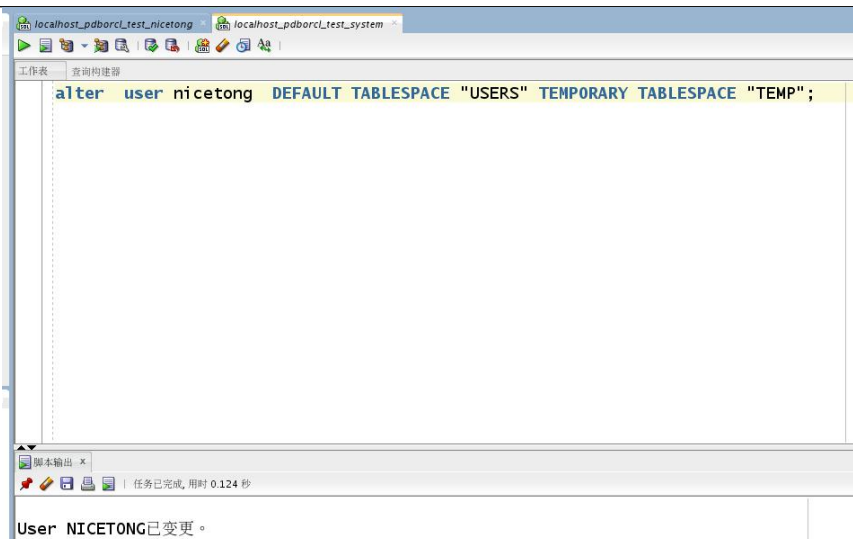 localhost_pdborcl_test_nicetong localhost_pdborcl_test_system
工作表 查询构建器
alter  user nicetong  DEFAULT TABLESPACE "USERS" TEMPORARY TABLESPACE "TEMP";
脚本输出 x
任务已完成, 用时 0.124 秒
User NICETONG已变更。